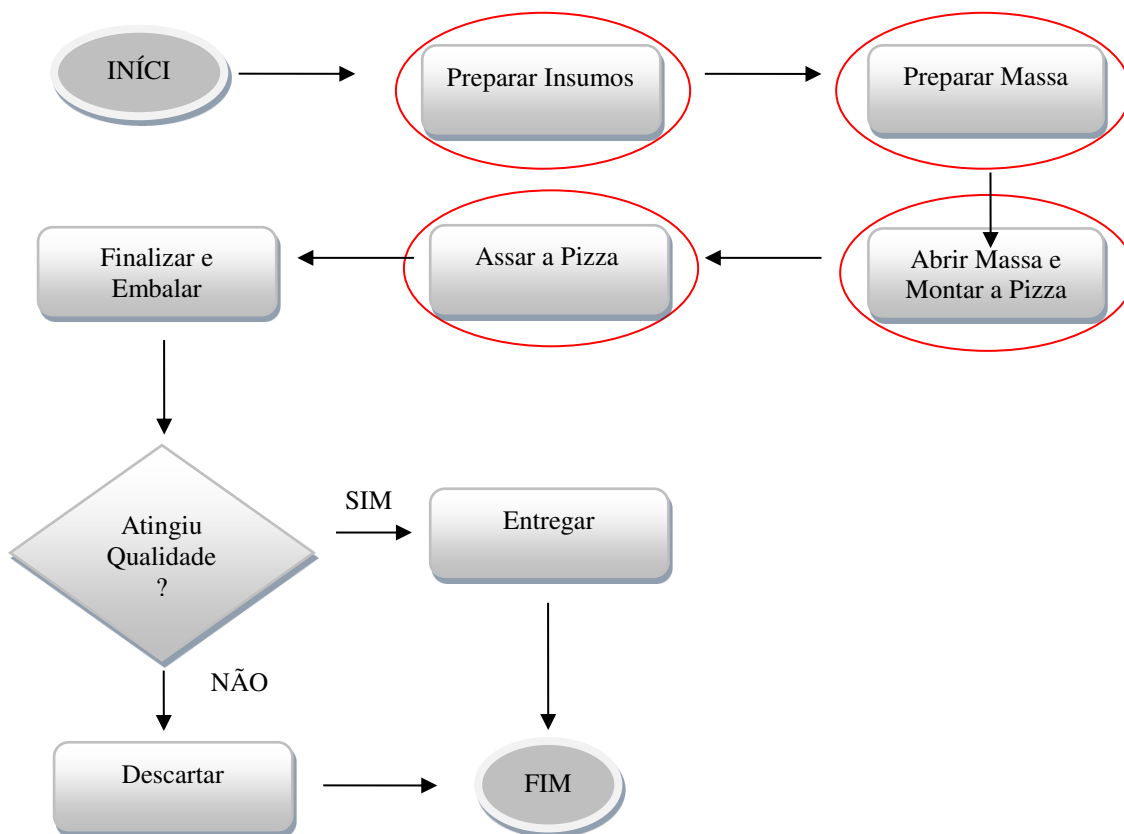 INÍCI
Preparar Insumos
Preparar Massa
Abrir Massa e
Montar a Pizza
Assar a Pizza
Finalizar e
Embalar
Atingiu
Qualidade
?
SIM
Entregar
NÃO
Descartar
FIM